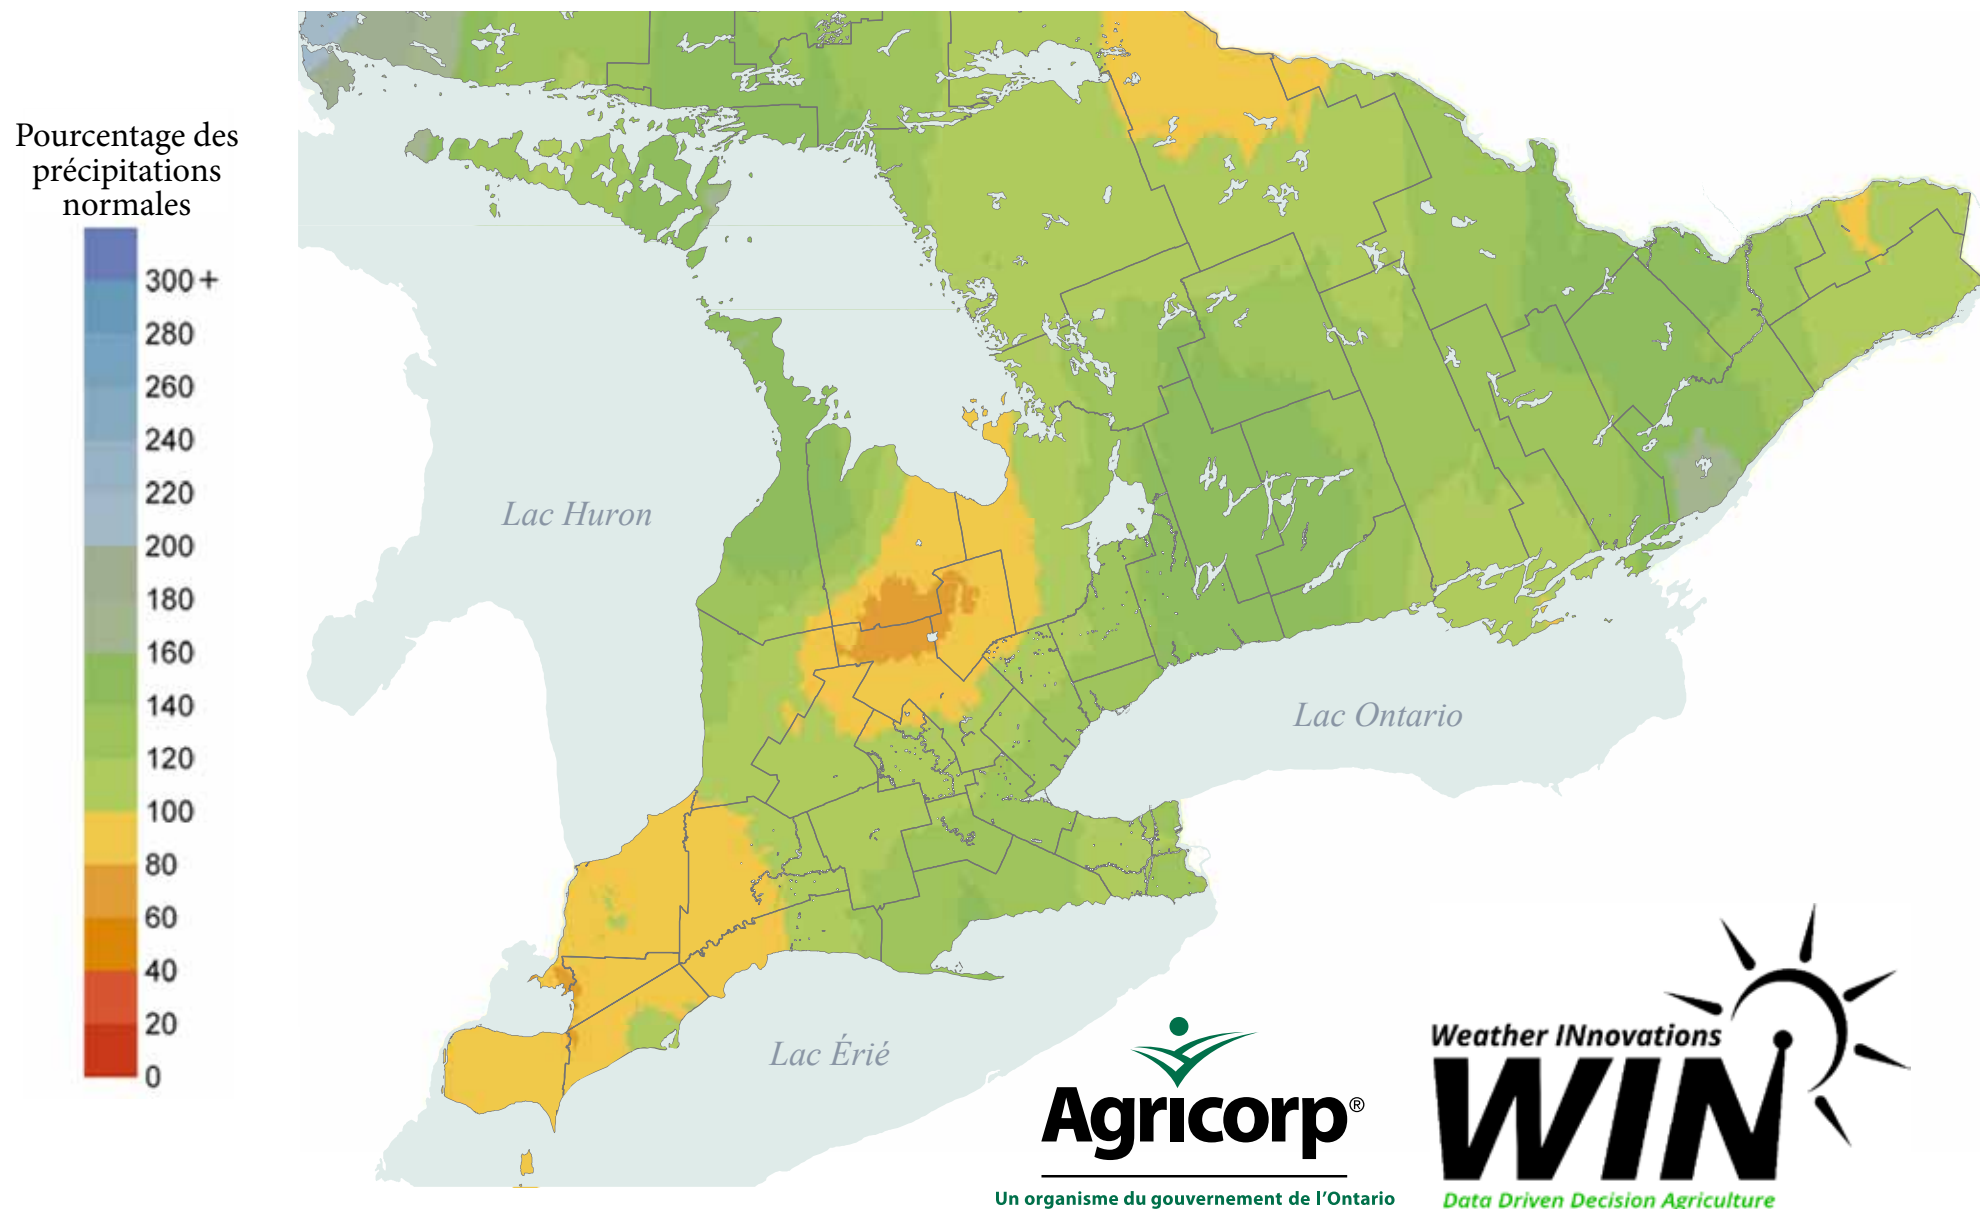 Pourcentage des
précipitations
normales
300+
280
260
240
220
200
180
160
140
120
100
80
60
40
20
0
Lac Huron
Lac Ontario
Lac Érié
Agricorp®
Un organisme du gouvernement de l'Ontario
Weather INnovations
WIN
Data Driven Decision Agriculture